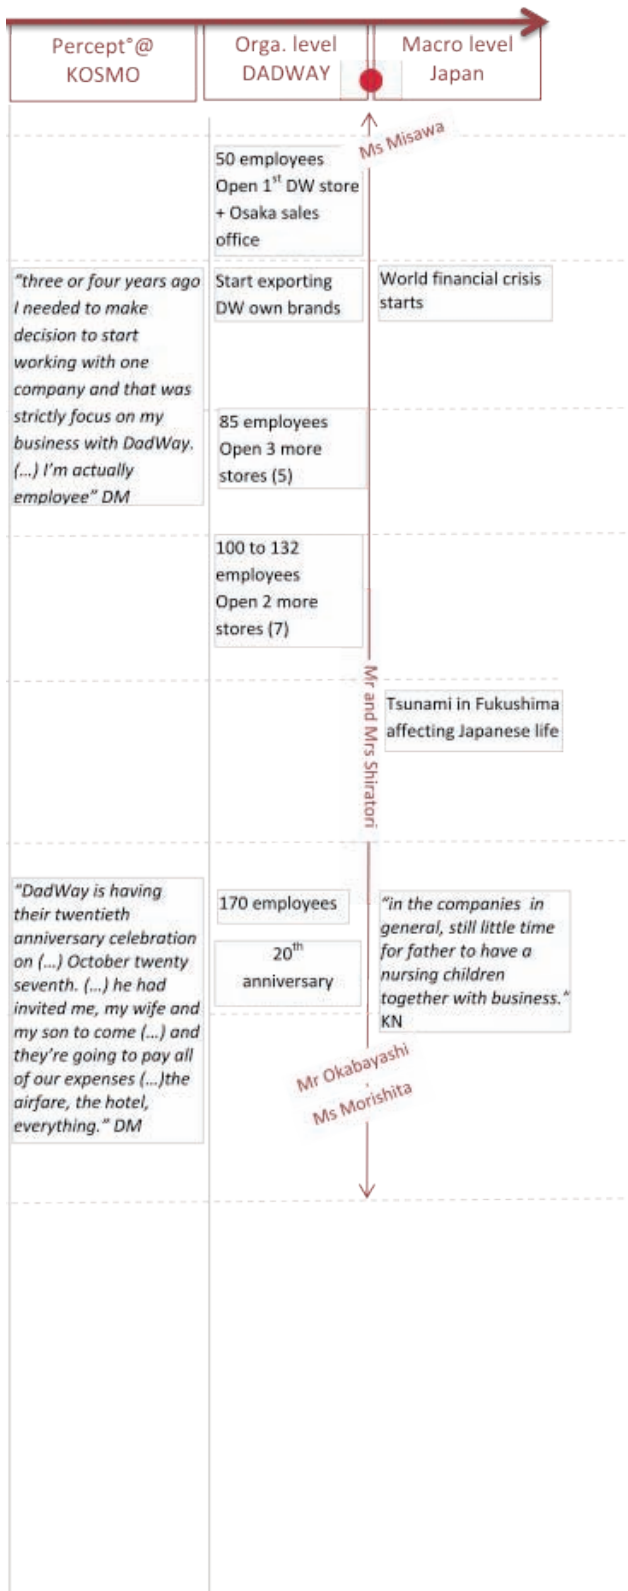 Percept°@
KOSMO
Orga. level
DADWAY
Macro level
Japan
Ms Misawa
50 employees
Open 1st DW store
+ Osaka sales
office
“three or four years ago
I needed to make
decision to start
working with one
company and that was
strictly focus on my
business with DadWay.
(...) I’m actually
employee” DM
Start exporting
DW own brands
World financial crisis
starts
85 employees
Open 3 more
stores (5)
100 to 132
employees
Open 2 more
stores (7)
Mr and Mrs Shiratori
Tsunami in Fukushima
affecting Japanese life
“DadWay is having
their twentieth
anniversary celebration
on (...) October twenty
seventh. (...) he had
invited me, my wife and
my son to come (...) and
they’re going to pay all
of our expenses (...)the
airfare, the hotel,
everything.” DM
170 employees
20th
anniversary
“in the companies in
general, still little time
for father to have a
nursing children
together with business.”
KN
Mr Okabayashi
Ms Morishita